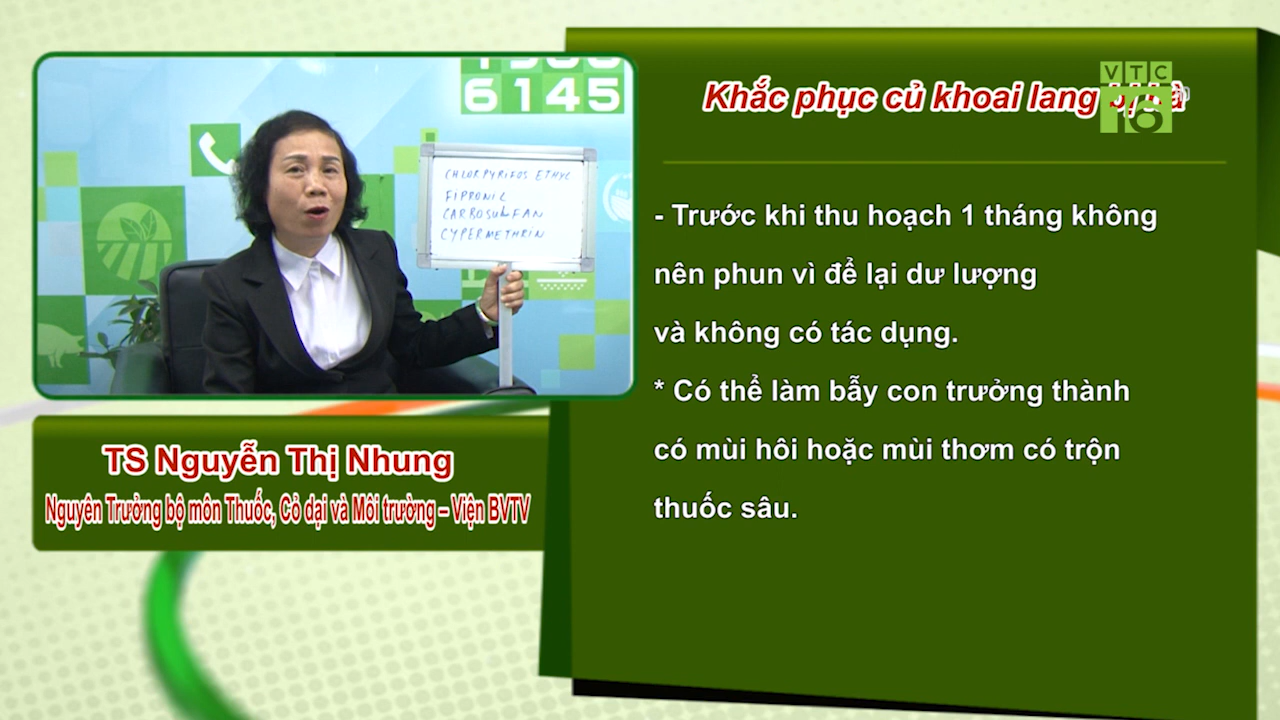 6145
CHLORPYRIFOS ETHYL
FIPRONIL
CARBOSULFAN
CYPERMETHRIN
TS Nguyễn Thị Nhung
Nguyên Trưởng bộ môn Thuốc, Cỏ dại và Môi trường – Viện BVTV
Khắc phục củ khoai lang
VTC
16
- Trước khi thu hoạch 1 tháng không
nên phun vì để lại dư lượng
và không có tác dụng.
* Có thể làm bẫy con trưởng thành
có mùi hôi hoặc mùi thơm có trộn
thuốc sâu.